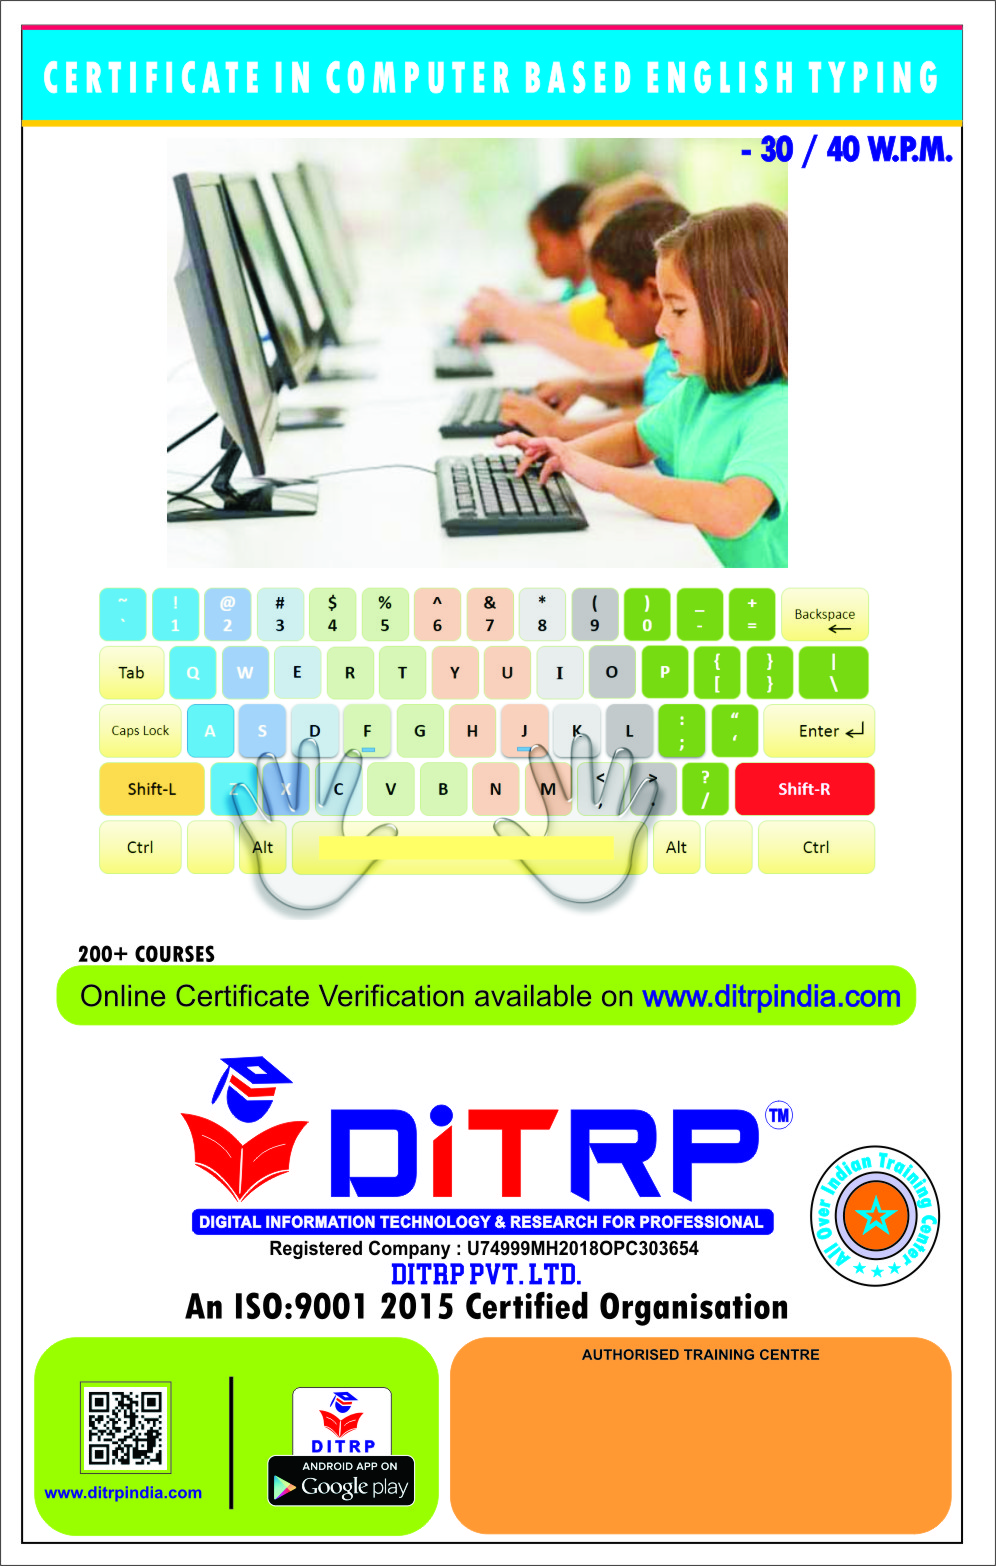 CERTIFICATE IN COMPUTER BASED ENGLISH TYPING
- 30 / 40 W.P.M.
~ ! @ # $ % ^ & * ( ) _ + Backspace
` 1 2 3 4 5 6 7 8 9 0 - =
Tab Q W E R T Y U I O P { } |
[ } \
Caps Lock A S D F G H J K L : “ Enter
; ‘
Shift-L Z X C V B N M < > ? Shift-R
, . /
Ctrl Alt Alt Ctrl
200+ COURSES
Online Certificate Verification available on www.ditrpindia.com
DiTRP TM
DIGITAL INFORMATION TECHNOLOGY & RESEARCH FOR PROFESSIONAL
Registered Company : U74999MH2018OPC303654
DITRP PVT. LTD.
An ISO:9001 2015 Certified Organisation
All Over Indian Training Center
AUTHORISED TRAINING CENTRE
DITRP
ANDROID APP ON
Google play
www.ditrpindia.com